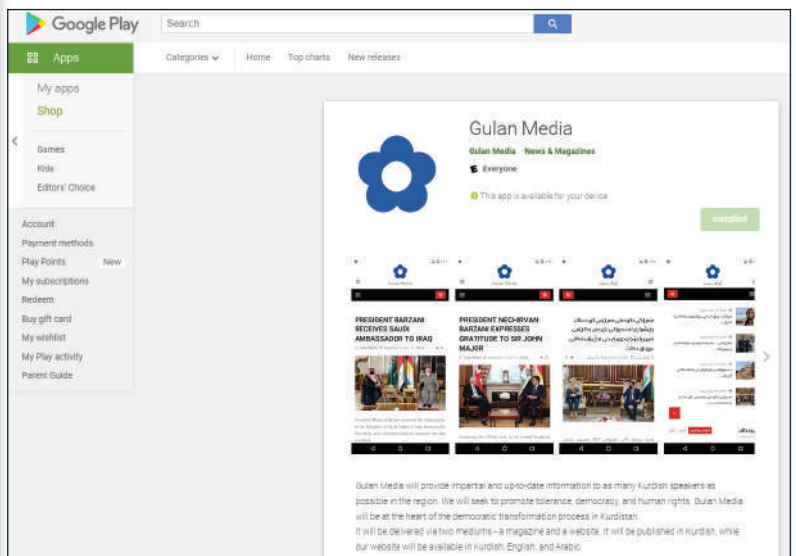 Google Play
Search
Apps
Categories
Home
Top charts
New releases
My apps
Shop
Games
Kids
Editors' Choice
Account
Payment methods
Play Points New
My subscriptions
Redeem
Buy gift card
My wishlist
My Play activity
Parent Guide
Gulan Media
Gulan Media News & Magazines
E Everyone
This app is available for your device
Installed
PRESIDENT BARZANI
RECEIVES SAUDI
AMBASSADOR TO IRAQ
PRESIDENT NECHIRVAN
BARZANI EXPRESSES
GRATITUDE TO SIR JOHN
MAJOR
Gulan Media will provide impartial and up-to-date information to as many Kurdish speakers as
possible in the region. We will seek to promote tolerance, democracy, and human rights. Gulan Media
will be at the heart of the democratic transformation process in Kurdistan.
It will be delivered via two mediums – a magazine and a website. It will be published in Kurdish, while
our website will be available in Kurdish, English, and Arabic.